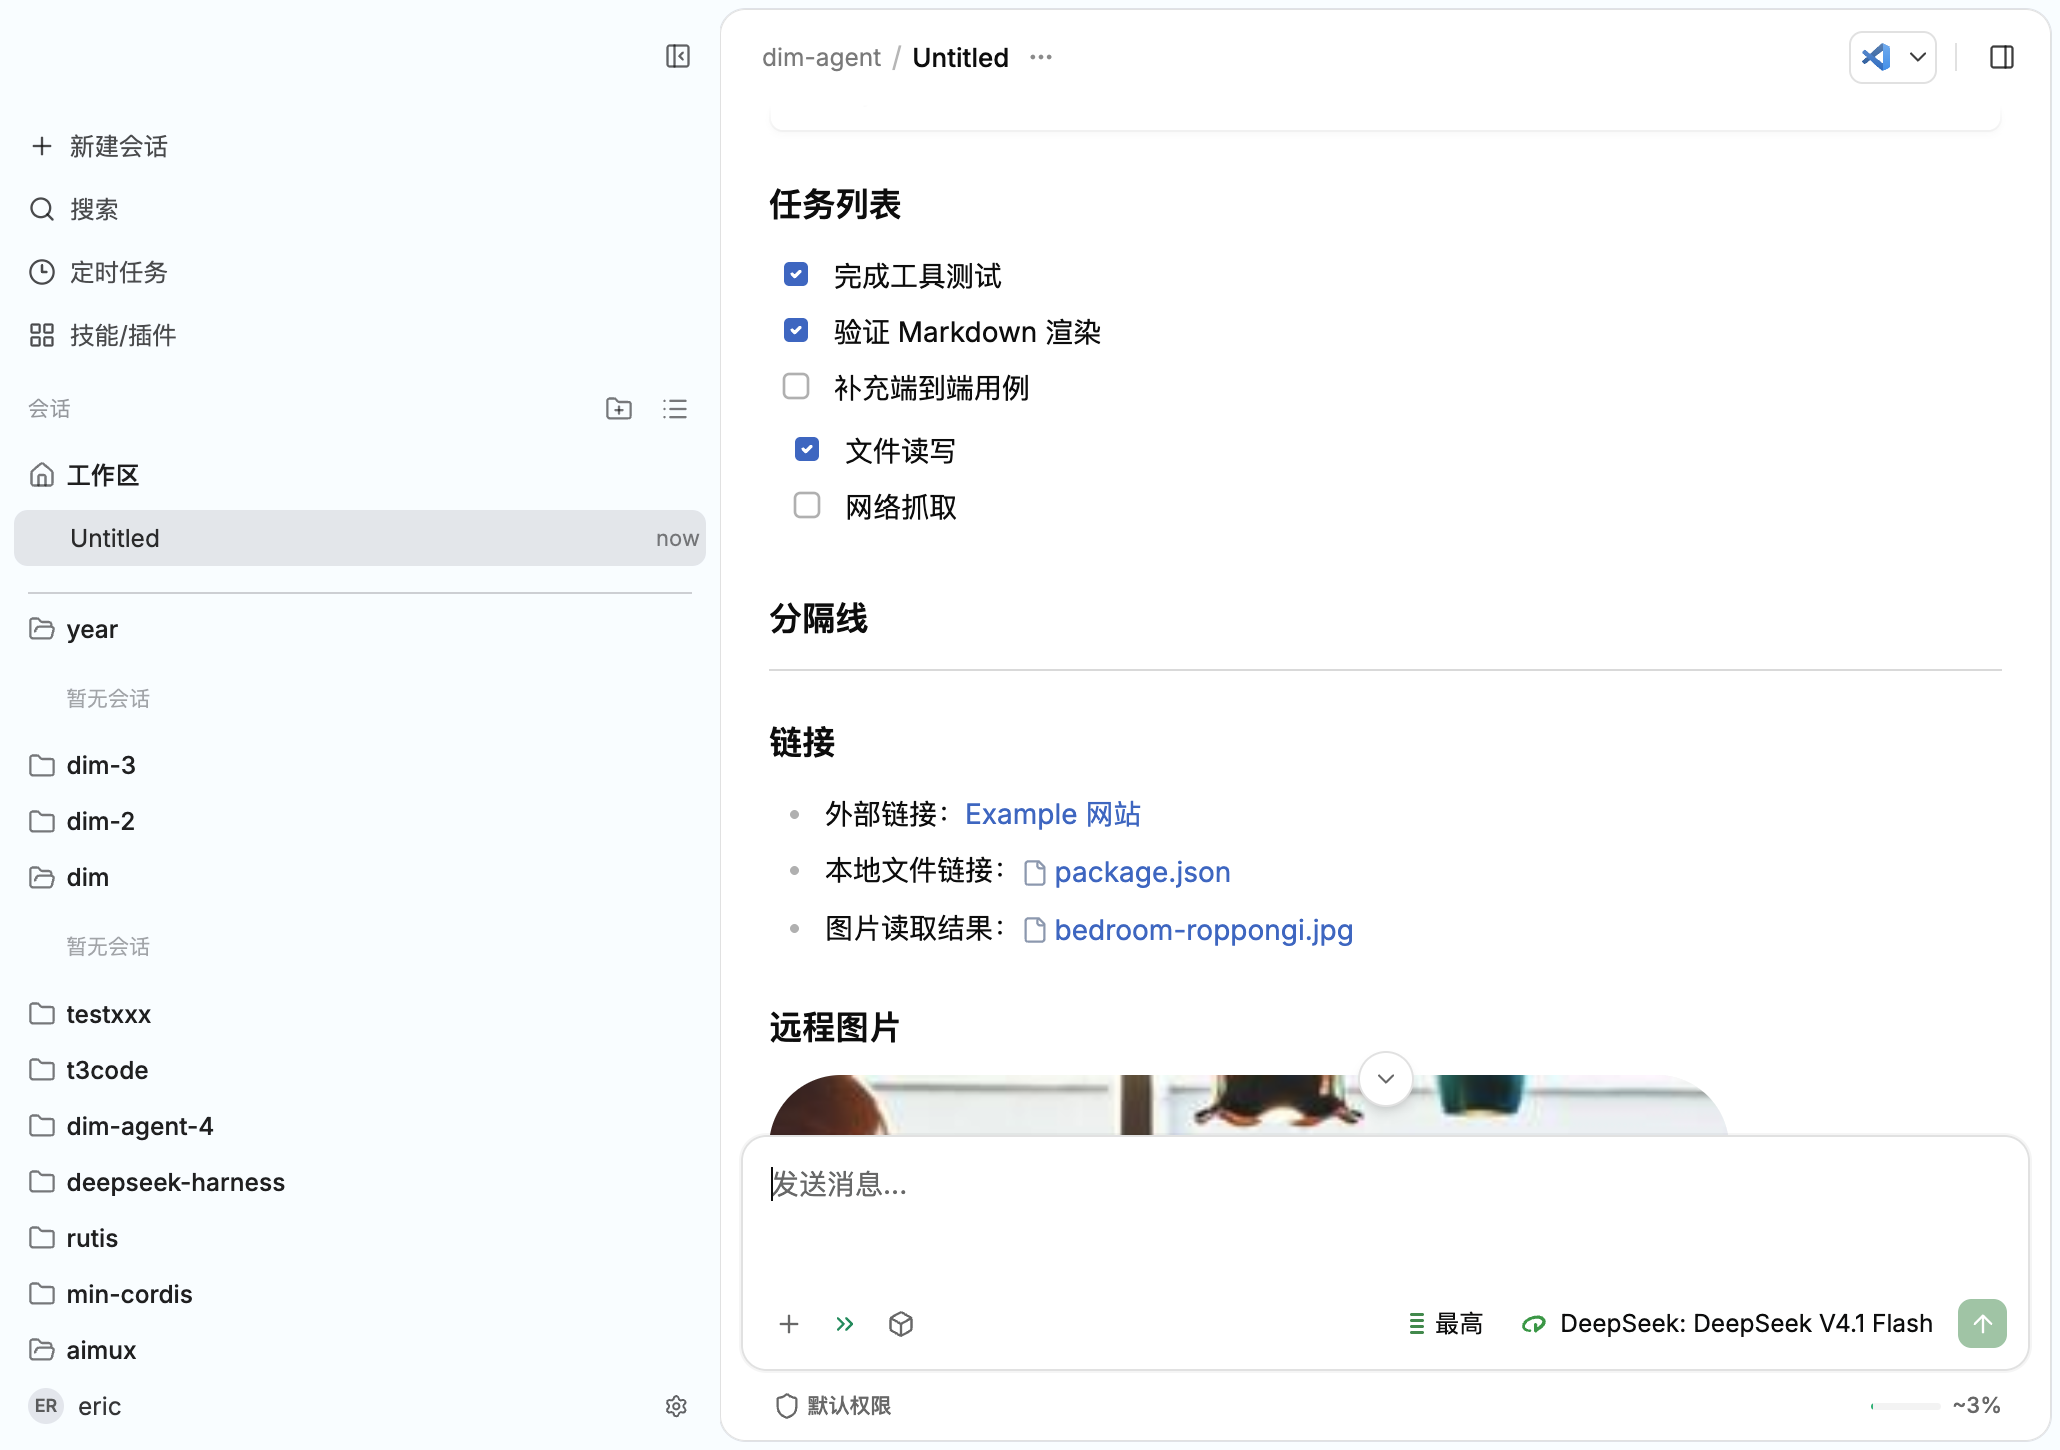 新建会话
搜索
定时任务
技能/插件
会话
工作区
Untitled now
year
暂无会话
dim-3
dim-2
dim
暂无会话
testxxx
t3code
dim-agent-4
deepseek-harness
rutis
min-cordis
aimux
ER eric
dim-agent / Untitled ...
任务列表
完成工具测试
验证 Markdown 渲染
补充端到端用例
文件读写
网络抓取
分隔线
链接
外部链接：Example 网站
本地文件链接：package.json
图片读取结果：bedroom-roppongi.jpg
远程图片
发送消息...
最高 DeepSeek: DeepSeek V4.1 Flash
默认权限 ~3%